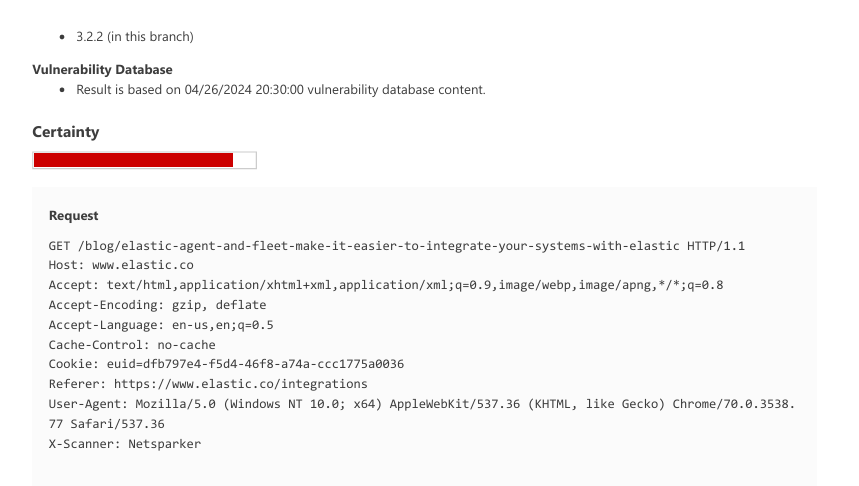 • 3.2.2 (in this branch)
Vulnerability Database
• Result is based on 04/26/2024 20:30:00 vulnerability database content.
Certainty
Request
GET /blog/elastic-agent-and-fleet-make-it-easier-to-integrate-your-systems-with-elastic HTTP/1.1
Host: www.elastic.co
Accept: text/html,application/xhtml+xml,application/xml;q=0.9,image/webp,image/apng,*/*;q=0.8
Accept-Encoding: gzip, deflate
Accept-Language: en-us,en;q=0.5
Cache-Control: no-cache
Cookie: euid=dfb797e4-f5d4-46f8-a74a-ccc1775a0036
Referer: https://www.elastic.co/integrations
User-Agent: Mozilla/5.0 (Windows NT 10.0; x64) AppleWebKit/537.36 (KHTML, like Gecko) Chrome/70.0.3538.
77 Safari/537.36
X-Scanner: Netsparker